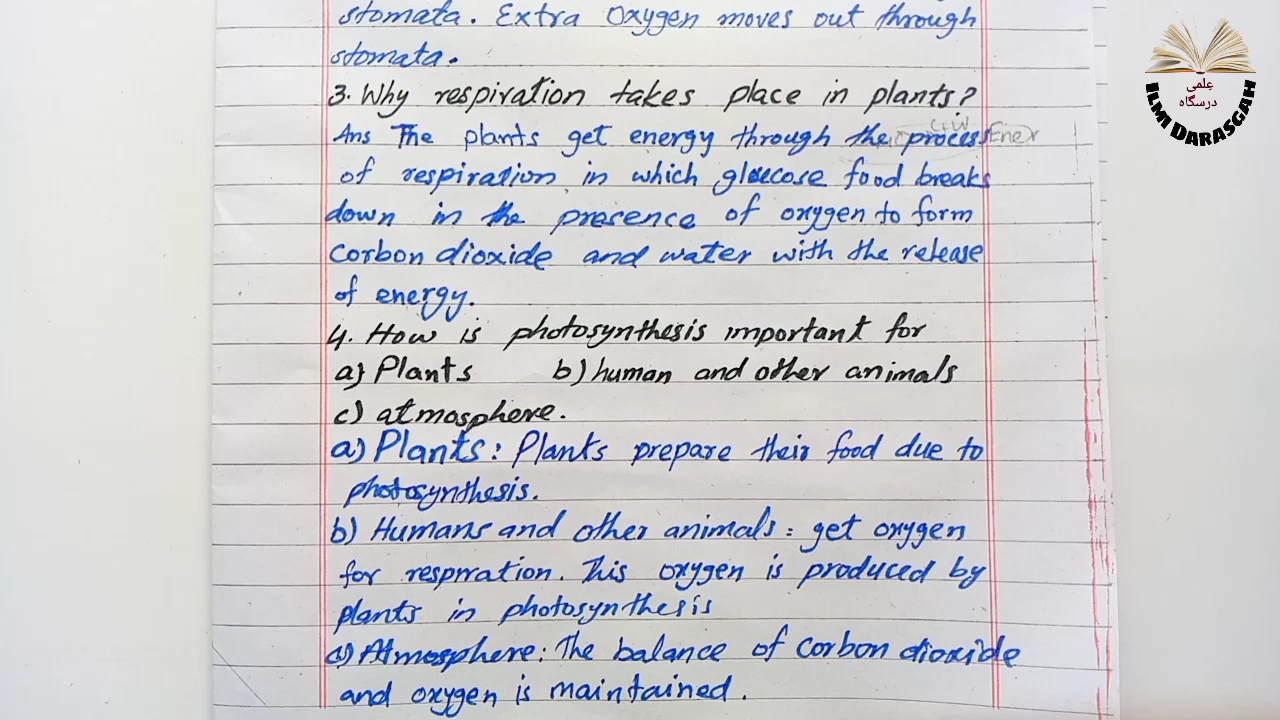 stomata. Extra Oxygen moves out through
stomata.
3. Why respiration takes place in plants?
Ans The plants get energy through the process
of respiration in which glucose food breaks
down in the presence of oxygen to form
Corbon dioxide and water with the release
of energy.
4. How is photosynthesis important for
a) Plants b) human and other animals
c) atmosphere.
a) Plants: Plants prepare their food due to
photosynthesis.
b) Humans and other animals: get oxygen
for respiration. This oxygen is produced by
plants in photosynthesis
c) Atmosphere: The balance of corbon dioxide
and oxygen is maintained.
علمی
درسگاہ
ILMI DARASGAH